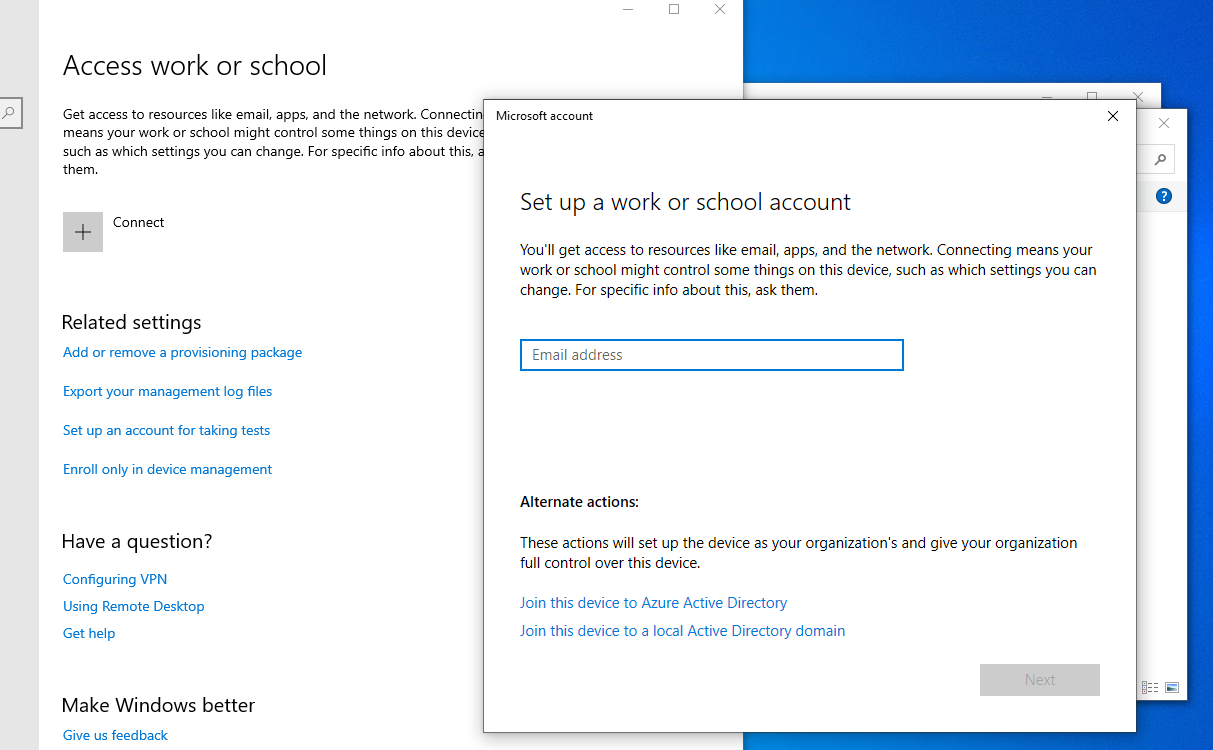 Access work or school
Get access to resources like email, apps, and the network. Connectin
means your work or school might control some things on this device
such as which settings you can change. For specific info about this, a
them.
Connect
Related settings
Add or remove a provisioning package
Export your management log files
Set up an account for taking tests
Enroll only in device management
Have a question?
Configuring VPN
Using Remote Desktop
Get help
Make Windows better
Give us feedback
Microsoft account
Set up a work or school account
You'll get access to resources like email, apps, and the network. Connecting means your
work or school might control some things on this device, such as which settings you can
change. For specific info about this, ask them.
Email address
Alternate actions:
These actions will set up the device as your organization's and give your organization
full control over this device.
Join this device to Azure Active Directory
Join this device to a local Active Directory domain
Next
?